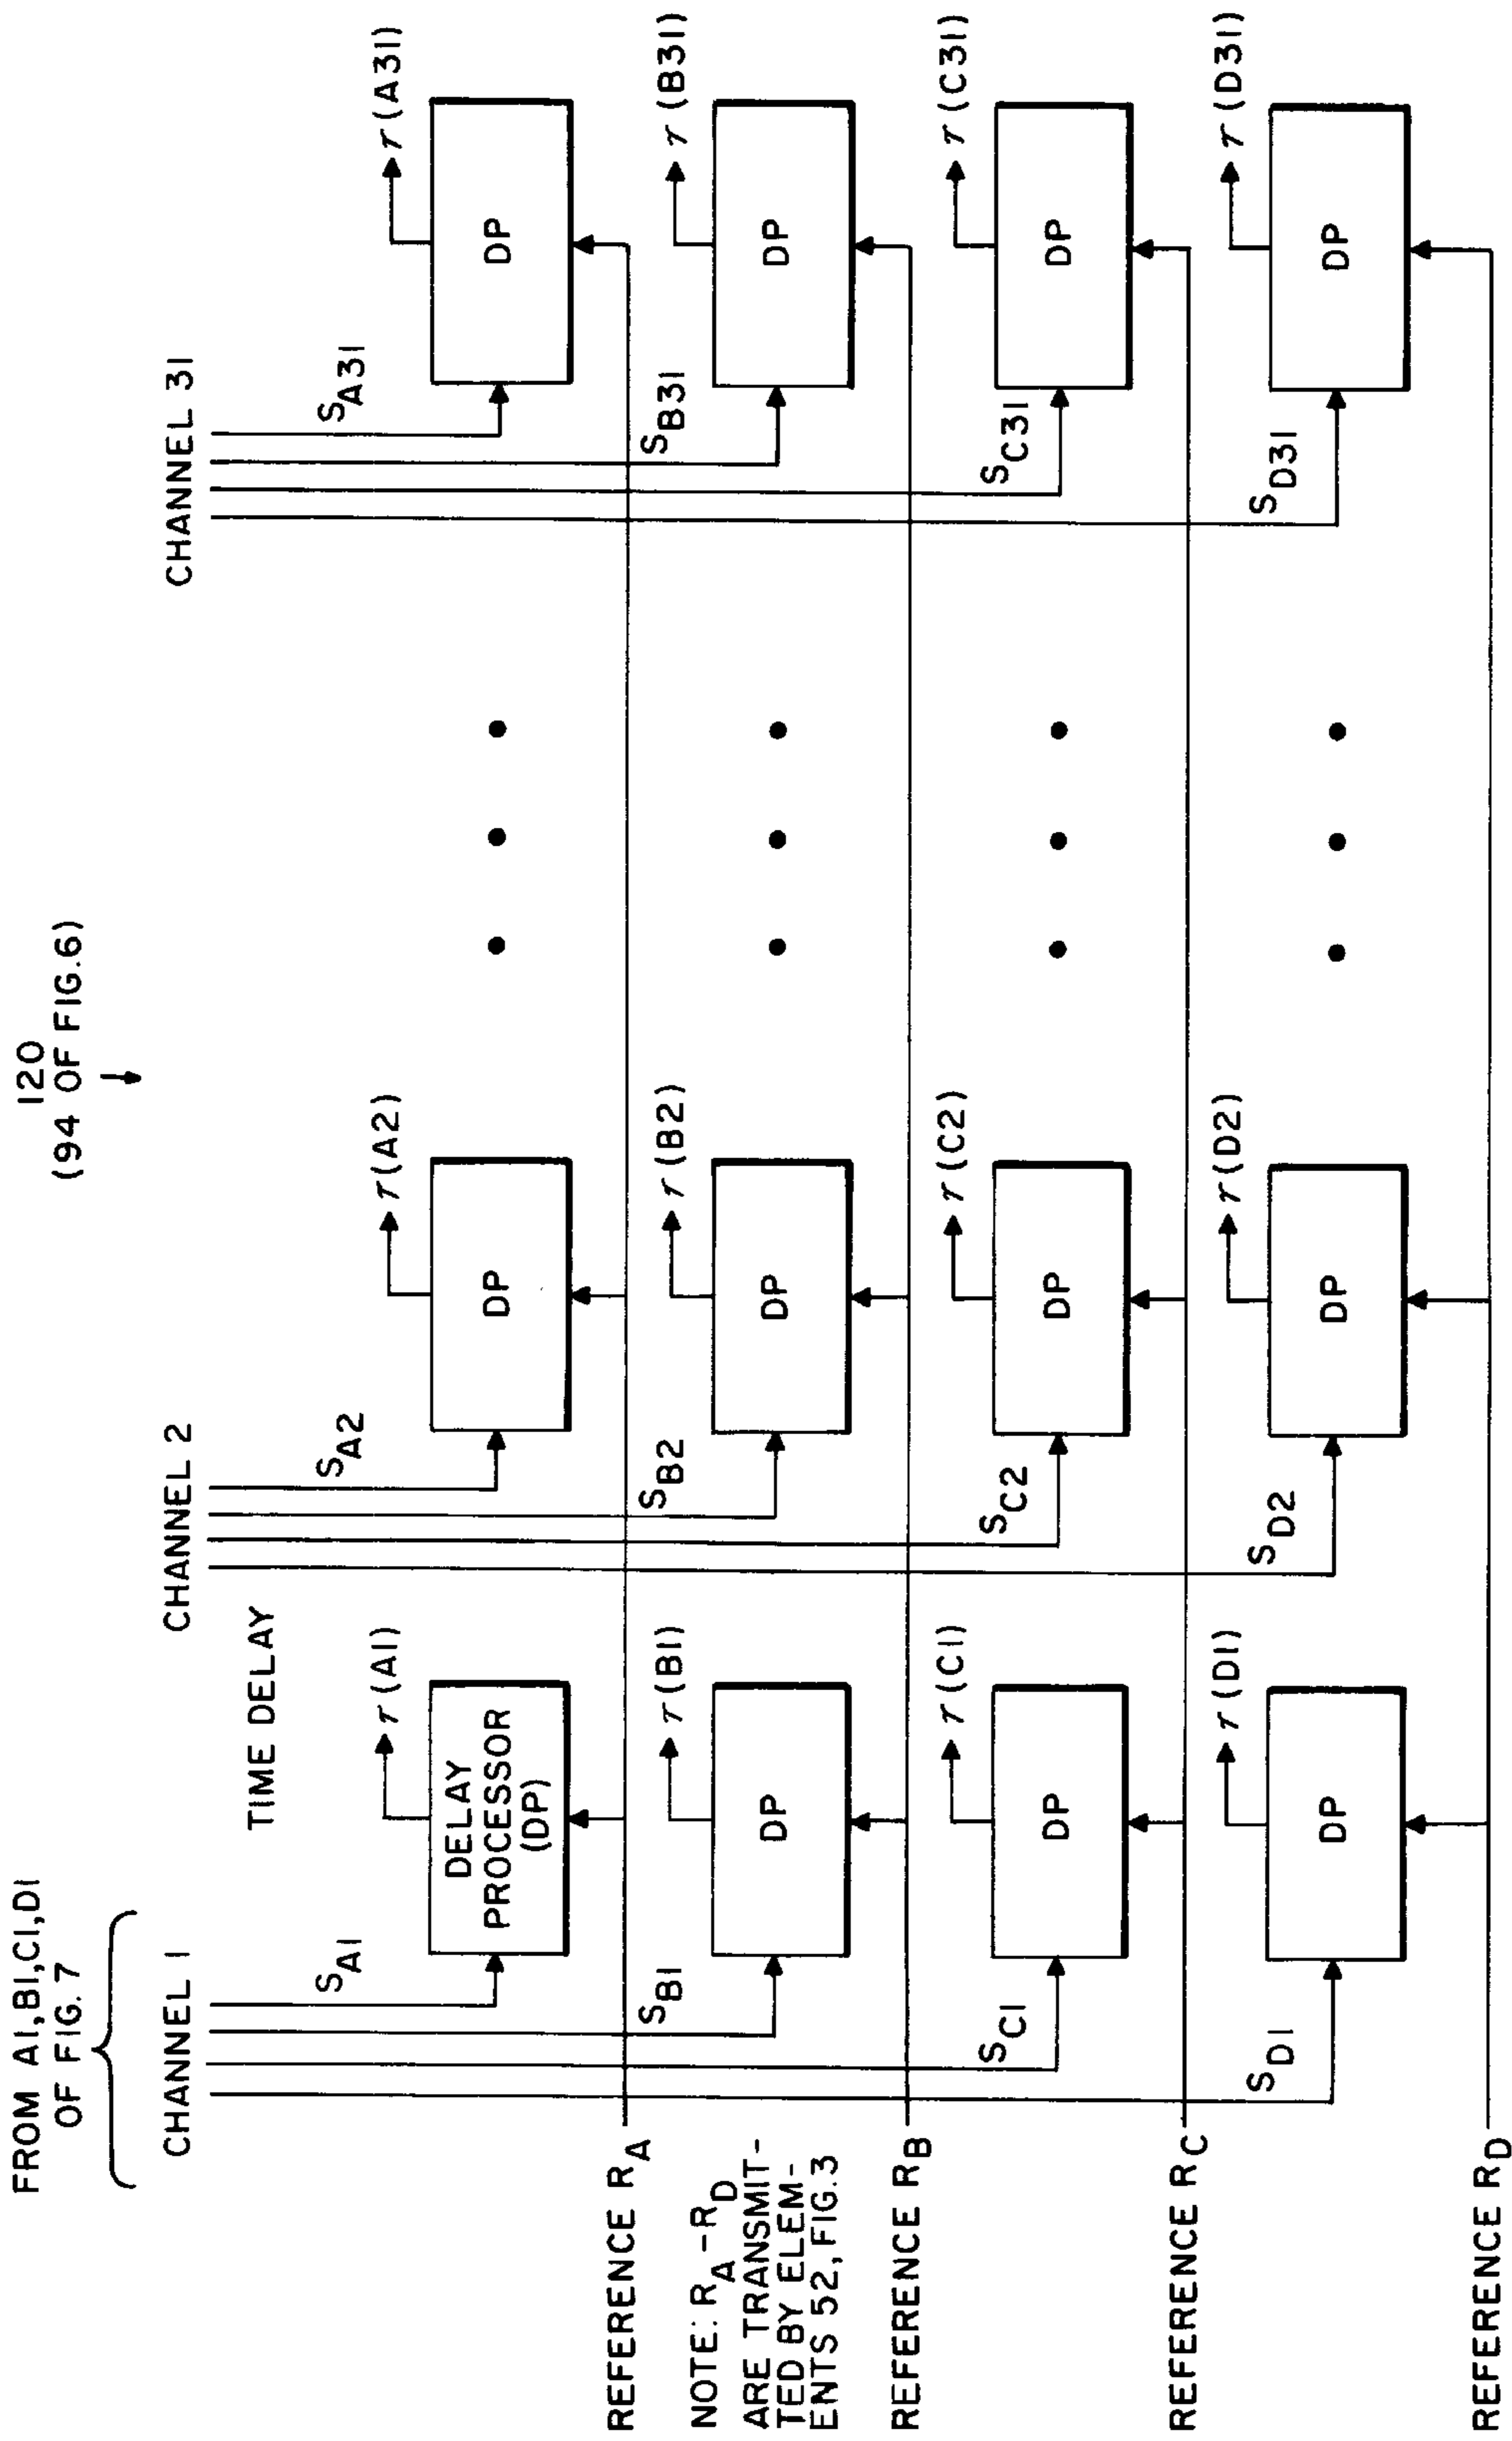 120
(94 OF FIG.6)
FROM A1,B1,C1,D1
OF FIG. 7
CHANNEL 1
CHANNEL 2
CHANNEL 31
TIME DELAY
S_A1
τ(A1)
S_A2
τ(A2)
S_A31
τ(A31)
DELAY
PROCESSOR
(DP)
DP
DP
REFERENCE R_A
S_B1
τ(B1)
S_B2
τ(B2)
S_B31
τ(B31)
DP
DP
DP
NOTE: R_A-R_D
ARE TRANSMIT-
TED BY ELEM-
ENTS 52, FIG.3
REFERENCE R_B
S_C1
τ(C1)
S_C2
τ(C2)
S_C31
τ(C31)
DP
DP
DP
REFERENCE R_C
S_D1
τ(D1)
S_D2
τ(D2)
S_D31
τ(D31)
DP
DP
DP
REFERENCE R_D